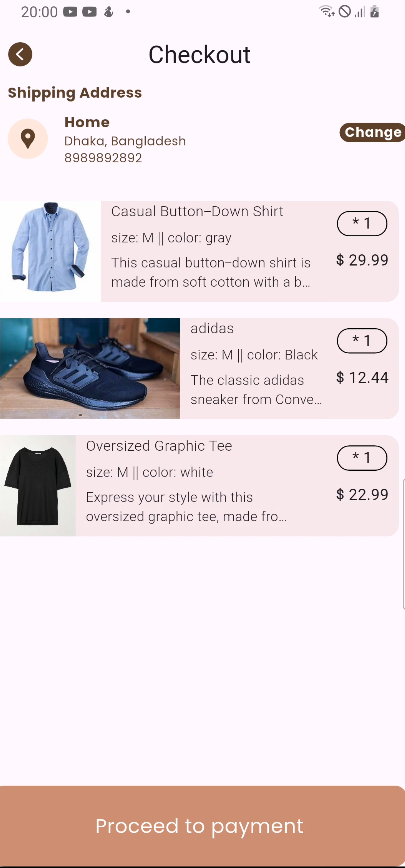 20:00
Checkout
Shipping Address
Home
Dhaka, Bangladesh
8989892892
Change
Casual Button-Down Shirt
size: M || color: gray
This casual button-down shirt is
made from soft cotton with a b...
* 1
$ 29.99
adidas
size: M || color: Black
The classic adidas
sneaker from Conve...
* 1
$ 12.44
Oversized Graphic Tee
size: M || color: white
Express your style with this
oversized graphic tee, made fro...
* 1
$ 22.99
Proceed to payment